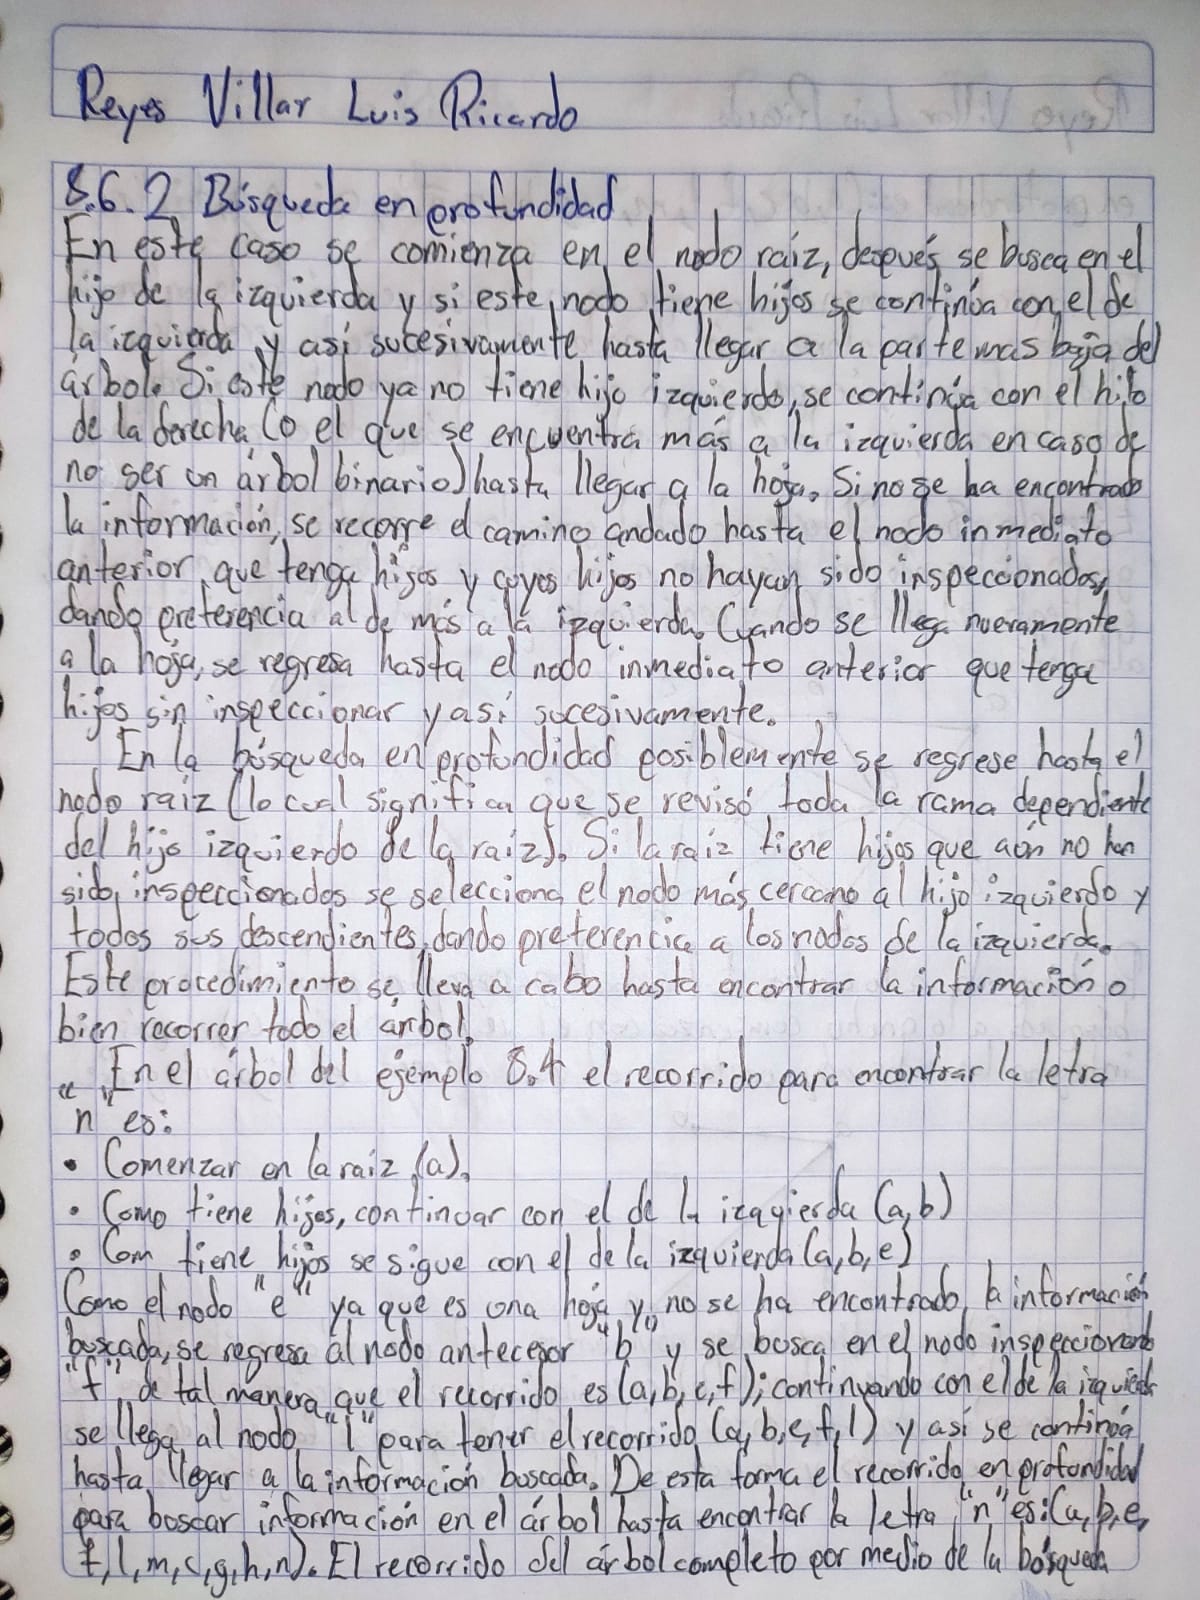 Reyes Villar Luis Ricardo
8.6.2 Búsqueda en profundidad
En este caso se comienza en el nodo raíz, después se busca en el
hijo de la izquierda y si este nodo tiene hijos se continúa con el de
la izquierda y así sucesivamente hasta llegar a la parte mas baja del
árbol. Si este nodo ya no tiene hijo izquierdo, se continúa con el hijo
de la derecha (o el que se encuentra más a la izquierda en caso de
no ser un árbol binario) hasta llegar a la hoja. Si no se ha encontrado
la información, se recorre el camino andado hasta el nodo inmediato
anterior que tenga hijos y cuyos hijos no hayan sido inspeccionados,
dando preferencia al de más a la izquierda. Cuando se llega nuevamente
a la hoja, se regresa hasta el nodo inmediato anterior que tenga
hijos sin inspeccionar y así sucesivamente.
En la búsqueda en profundidad posiblemente se regrese hasta el
nodo raíz (lo cual significa que se revisó toda la rama dependiente
del hijo izquierdo de la raíz). Si la raíz tiene hijos que aún no han
sido inspeccionados se selecciona el nodo más cercano al hijo izquierdo y
todos sus descendientes, dando preferencia a los nodos de la izquierda.
Este procedimiento se lleva a cabo hasta encontrar la información o
bien recorrer todo el árbol.
En el árbol del ejemplo 8.4 el recorrido para encontrar la letra
"n" es:
• Comenzar en la raíz (a).
• Como tiene hijos, continuar con el de la izquierda (a,b)
• Com tiene hijos se sigue con el de la izquierda (a,b,e)
Como el nodo "e" ya que es una hoja y no se ha encontrado la información
buscada, se regresa al nodo antecesor "b" y se busca en el nodo inspeccionando
"f", de tal manera que el recorrido es (a,b,e,f); continuando con el de la izquierda
se llega al nodo "l" para tener el recorrido (a,b,e,f,l) y así se continúa
hasta llegar a la información buscada. De esta forma el recorrido en profundidad
para buscar información en el árbol hasta encontrar la letra "n" es: (a,b,e,
f,l,m,c,g,h,n). El recorrido del árbol completo por medio de la búsqueda